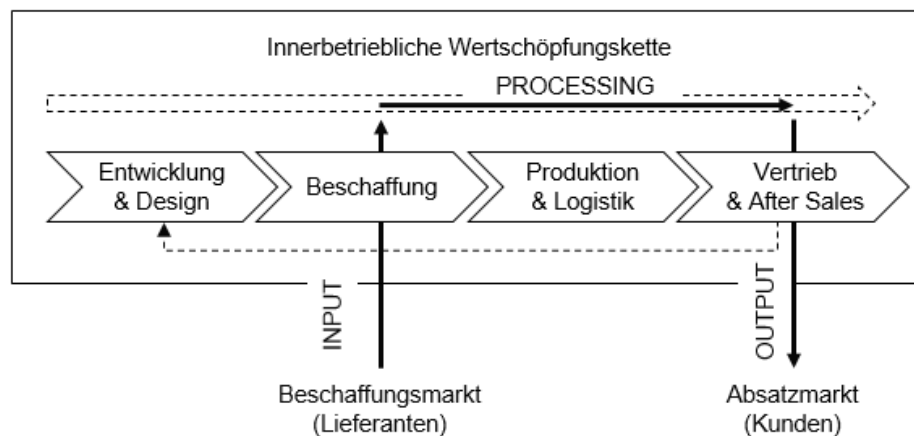 Innerbetriebliche Wertschöpfungskette
PROCESSING
Entwicklung
& Design
Beschaffung
Produktion
& Logistik
Vertrieb
& After Sales
INPUT
OUTPUT
Beschaffungsmarkt
(Lieferanten)
Absatzmarkt
(Kunden)